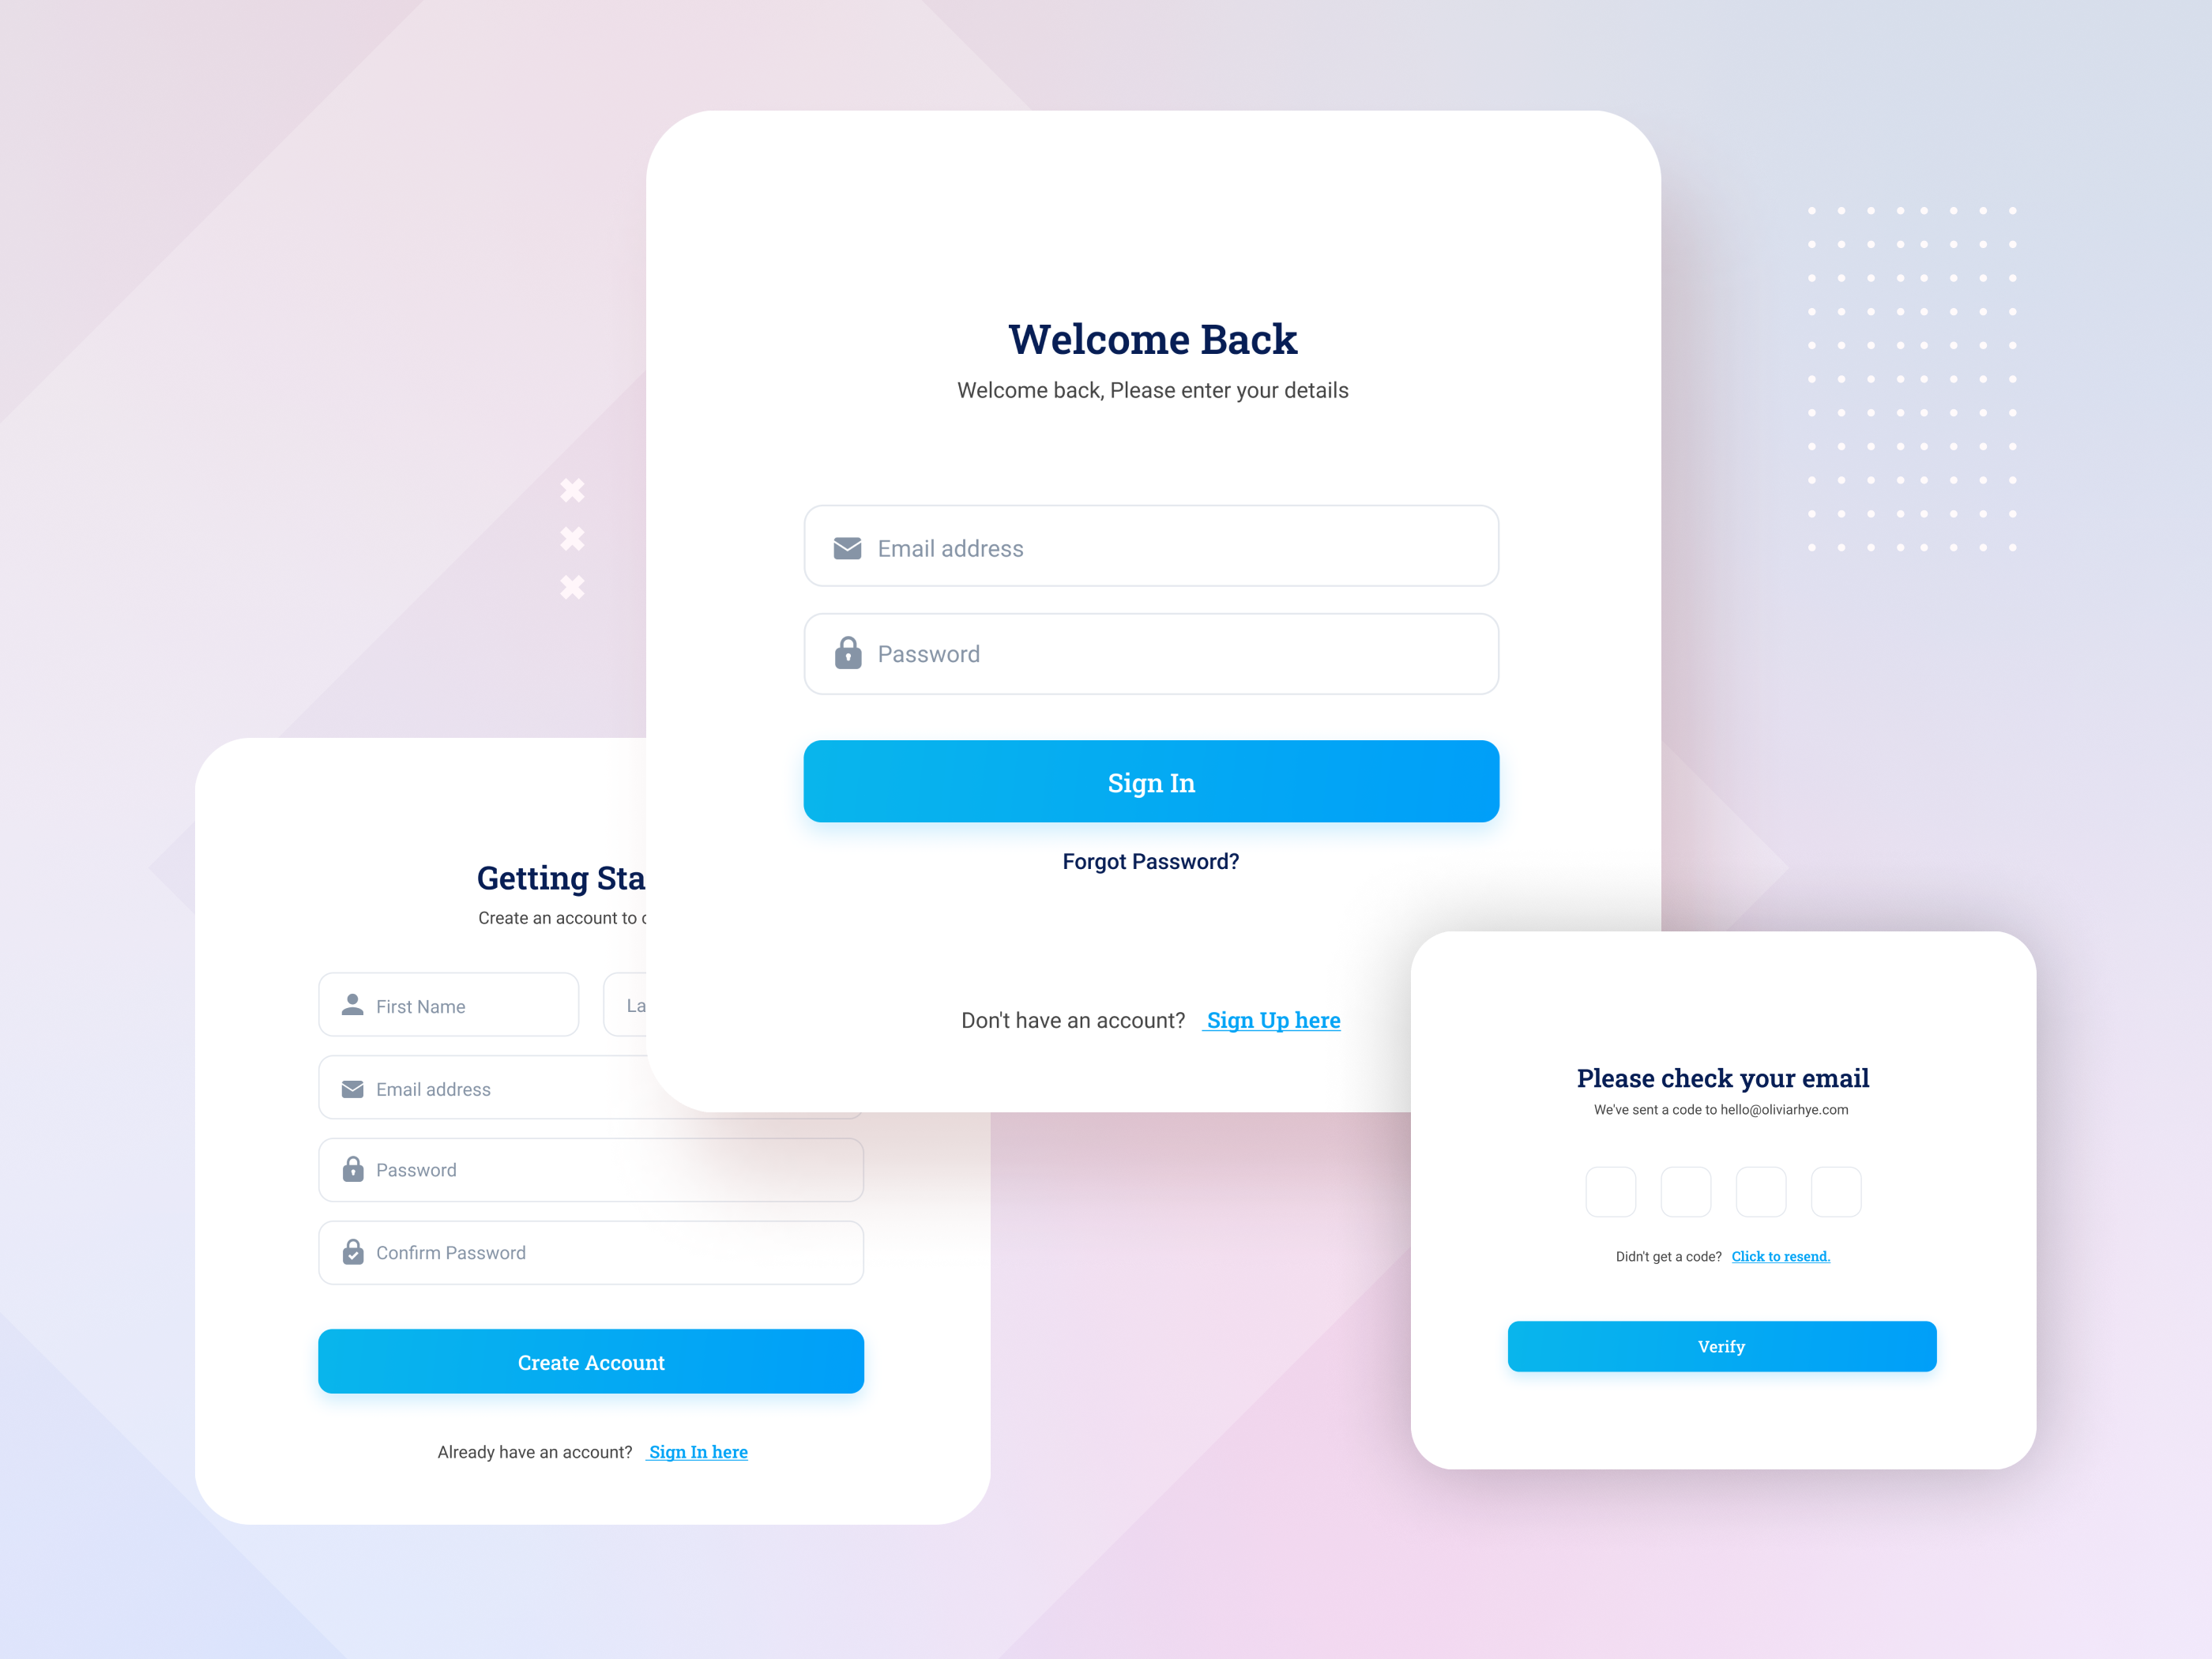 Welcome Back
Welcome back, Please enter your details
Email address
Password
Sign In
Forgot Password?
Don't have an account? Sign Up here
Getting
Create an account to
First Name
Email address
Password
Confirm Password
Create Account
Already have an account? Sign In here
Please check your email
We've sent a code to hello@oliviarhye.com
Didn't get a code? Click to resend.
Verify